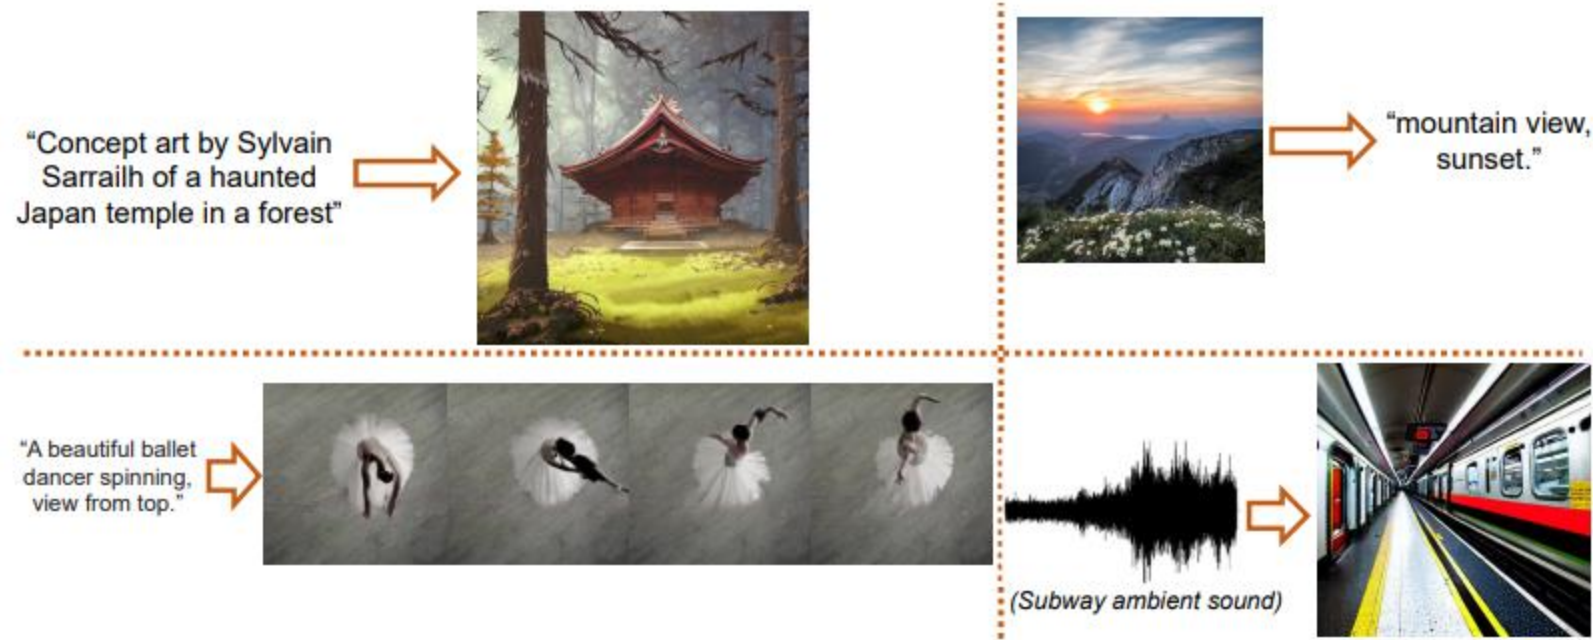 “Concept art by Sylvain
Sarrailh of a haunted
Japan temple in a forest”
“mountain view,
sunset.”
“A beautiful ballet
dancer spinning,
view from top.”
(Subway ambient sound)